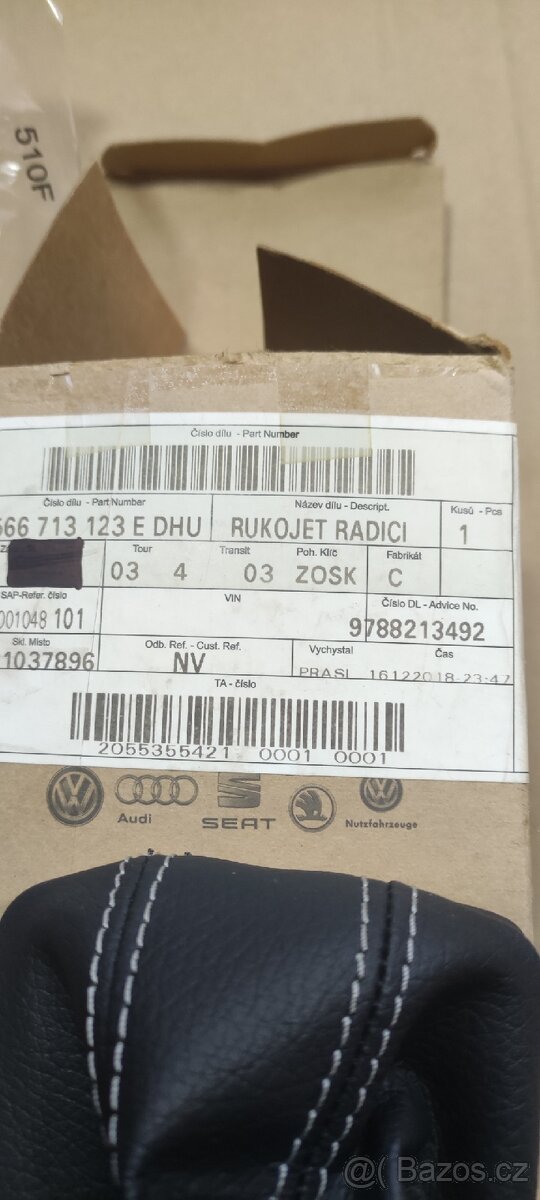 510F
Číslo dílu - Part Number
Číslo dílu - Part Number
Název dílu - Descript.
Kusů - Pcs
566 713 123 E DHU
RUKOJET RADICI
1
Tour
Transit
Poh. Klíč
Fabrikát
03 4 03 ZOSK C
SAP-Refer. číslo
VIN
Číslo DL - Advice No.
001048 101
9788213492
Skl. Místo
Odb. Ref. - Cust. Ref.
Vychystal
Čas
1037896
NV
PRASL 16122018 23:47
TA - číslo
2055355421 0001 0001
Audi
SEAT
Nutzfahrzeuge
@( Bazos.cz